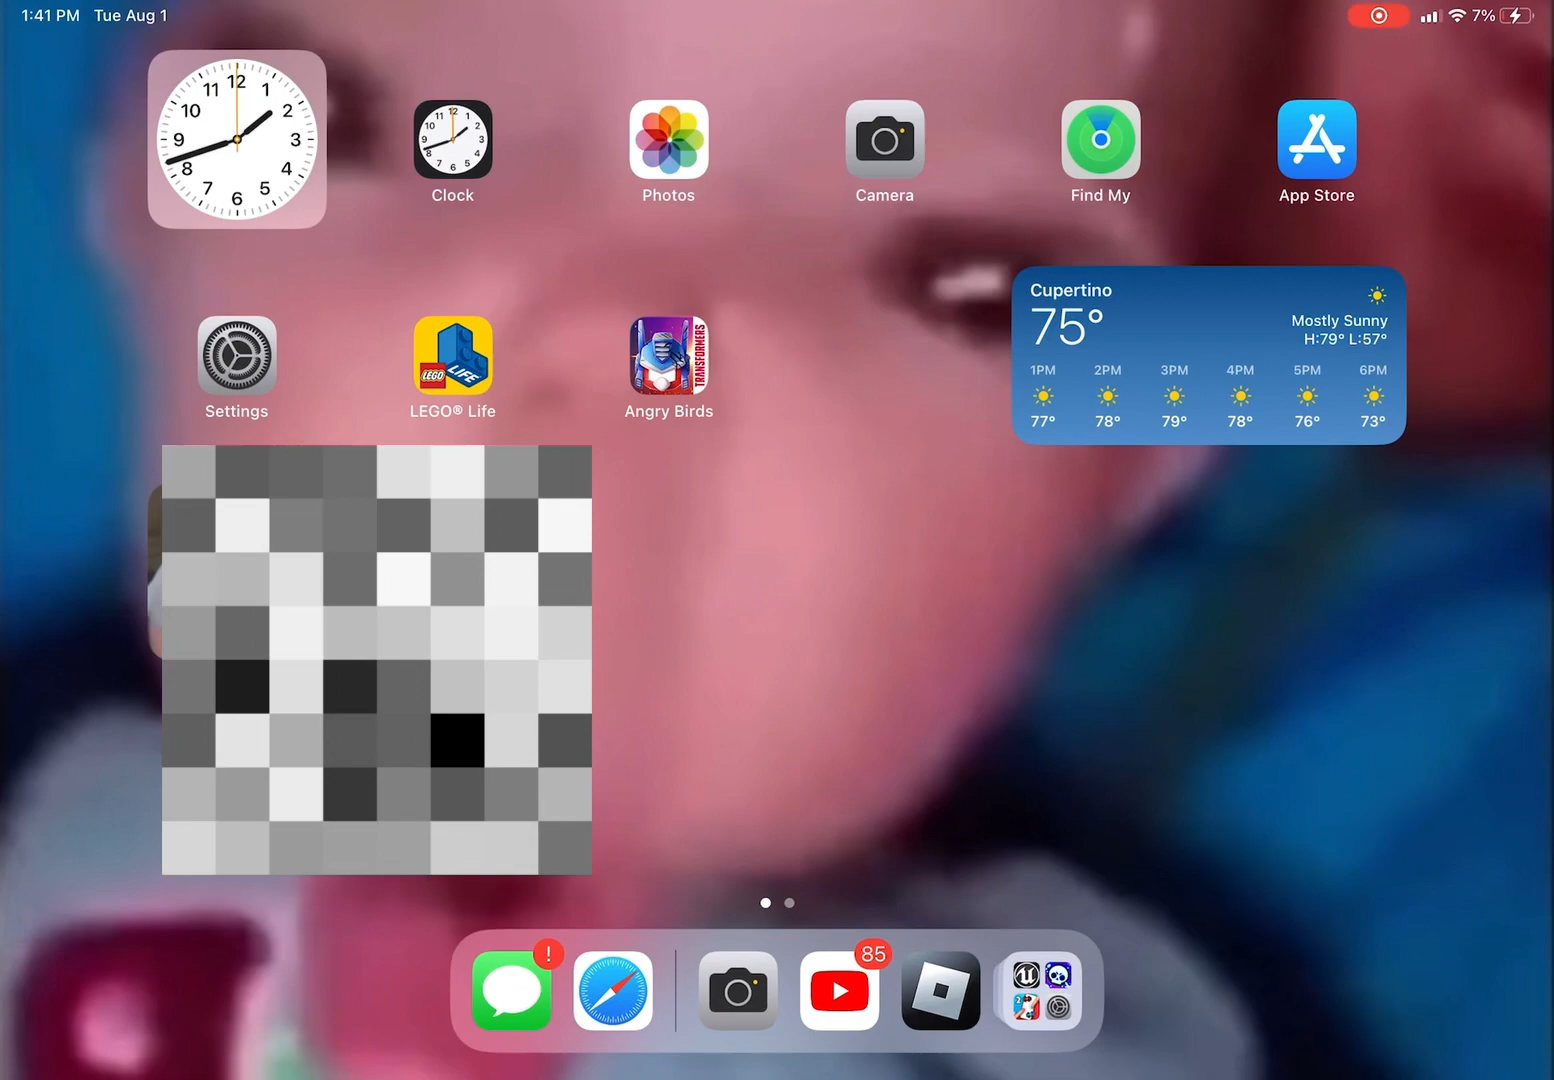 1:41 PM Tue Aug 1
7%
12
11 1
10 2
9 3
8 4
7 5
6
Clock
Photos
Camera
Find My
App Store
Cupertino
75°
Mostly Sunny
H:79° L:57°
1PM 2PM 3PM 4PM 5PM 6PM
77° 78° 79° 78° 76° 73°
LEGO LIFE
TRANSFORMERS
Settings
LEGO® Life
Angry Birds
!
85